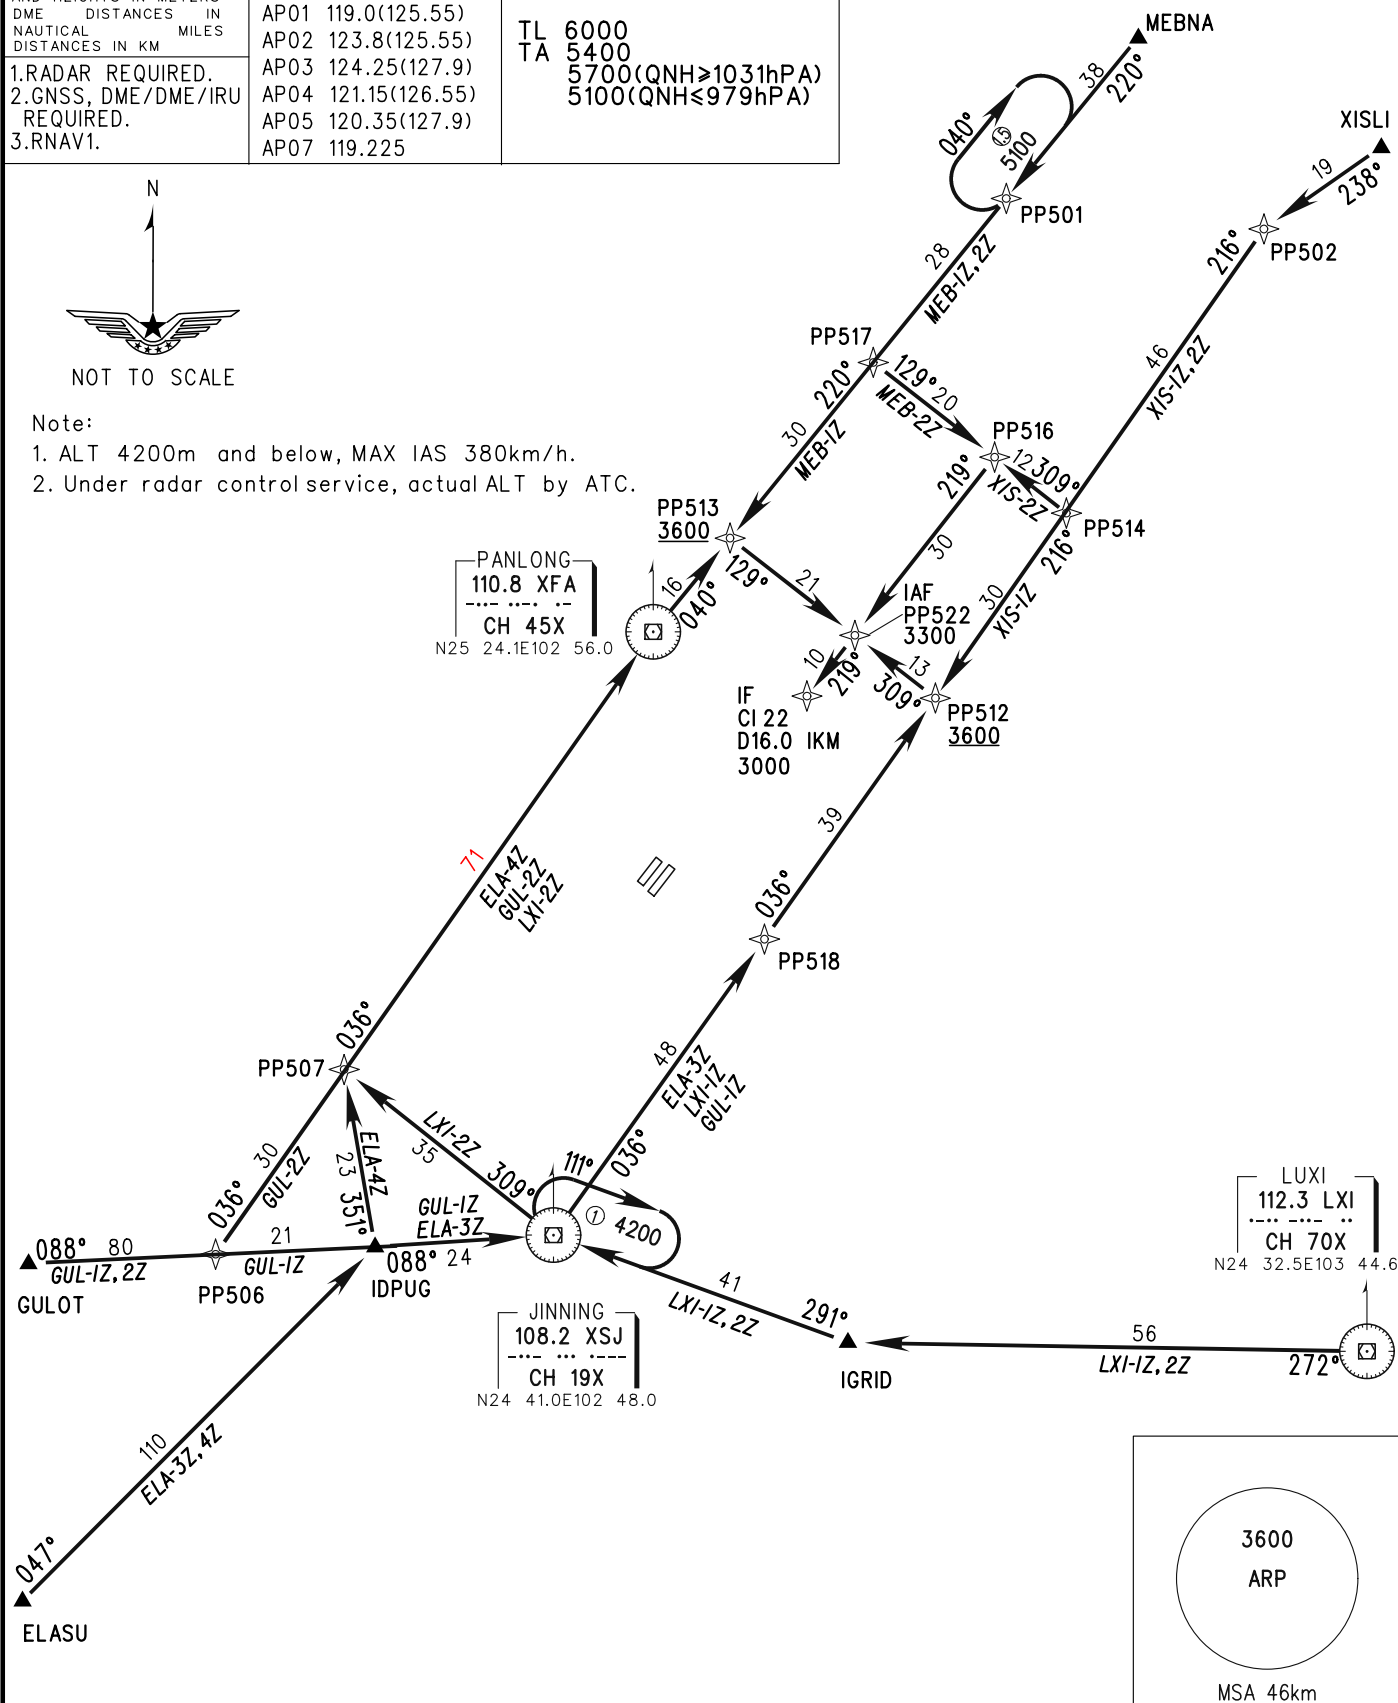 DME DISTANCES IN
NAUTICAL MILES
DISTANCES IN KM
1.RADAR REQUIRED.
2.GNSS, DME/DME/IRU
REQUIRED.
3.RNAV1.
AP01 119.0(125.55)
AP02 123.8(125.55)
AP03 124.25(127.9)
AP04 121.15(126.55)
AP05 120.35(127.9)
AP07 119.225
TL 6000
TA 5400
5700(QNH≥1031hPA)
5100(QNH≤979hPA)
MEBNA
38
220°
040°
1.5
5100
PP501
XISLI
19
238°
216°
PP502
N
NOT TO SCALE
28
MEB-1Z,2Z
46
XIS-1Z,2Z
PP517
220°
129°
20
MEB-2Z
30
MEB-1Z
PP516
12
309°
XIS-2Z
219°
PP514
216°
30
30
XIS-1Z
Note:
1. ALT 4200m and below, MAX IAS 380km/h.
2. Under radar control service, actual ALT by ATC.
PP513
3600
129°
21
PANLONG
110.8 XFA
-··- ··-· ·-
CH 45X
N25 24.1E102 56.0
16
040°
IAF
PP522
3300
10
219°
13
309°
IF
CI 22
D16.0 IKM
3000
PP512
3600
39
71
ELA-4Z
GUL-2Z
LXI-2Z
036°
PP518
036°
PP507
48
ELA-3Z
LXI-1Z
GUL-1Z
036°
LXI-2Z
35
309°
111°
1
4200
30
GUL-2Z
036°
ELA-4Z
23
351°
GUL-1Z
ELA-3Z
088°
24
088°
80
GUL-1Z,2Z
21
GUL-1Z
GULOT
PP506
IDPUG
JINNING
108.2 XSJ
-··- ··· ·---
CH 19X
N24 41.0E102 48.0
41
LXI-1Z,2Z
291°
IGRID
56
LXI-1Z,2Z
272°
LUXI
112.3 LXI
·-·· -··- ··
CH 70X
N24 32.5E103 44.6
110
ELA-3Z,4Z
047°
ELASU
3600
ARP
MSA 46km